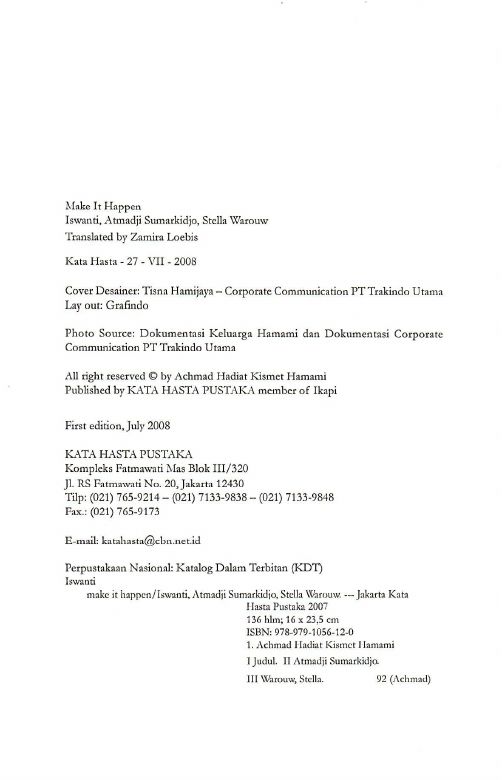 Make It Happen
Iswanti, Atmadji Sumarkidjo, Stella Warouw
Translated by Zamira Loebis
Kata Hasta - 27 - VII - 2008
Cover Desainer: Tisna Hamijaya – Corporate Communication PT Trakindo Utama
Lay out: Grafindo
Photo Source: Dokumentasi Keluarga Hamami dan Dokumentasi Corporate
Communication PT Trakindo Utama
All right reserved © by Achmad Hadiat Kismet Hamami
Published by KATA HASTA PUSTAKA member of Ikapi
First edition, July 2008
KATA HASTA PUSTAKA
Kompleks Fatmawati Mas Blok III/320
Jl. RS Fatmawati No. 20, Jakarta 12430
Tilp: (021) 765-9214 – (021) 7133-9838 – (021) 7133-9848
Fax.: (021) 765-9173
E-mail: katahasta@cbn.net.id
Perpustakaan Nasional: Katalog Dalam Terbitan (KDT)
Iswanti
make it happen/Iswanti, Atmadji Sumarkidjo, Stella Warouw. --- Jakarta Kata
Hasta Pustaka 2007
136 hlm; 16 x 23,5 cm
ISBN: 978-979-1056-12-0
1. Achmad Hadiat Kismet Hamami
I Judul. II Atmadji Sumarkidjo.
III Warouw, Stella. 92 (Achmad)